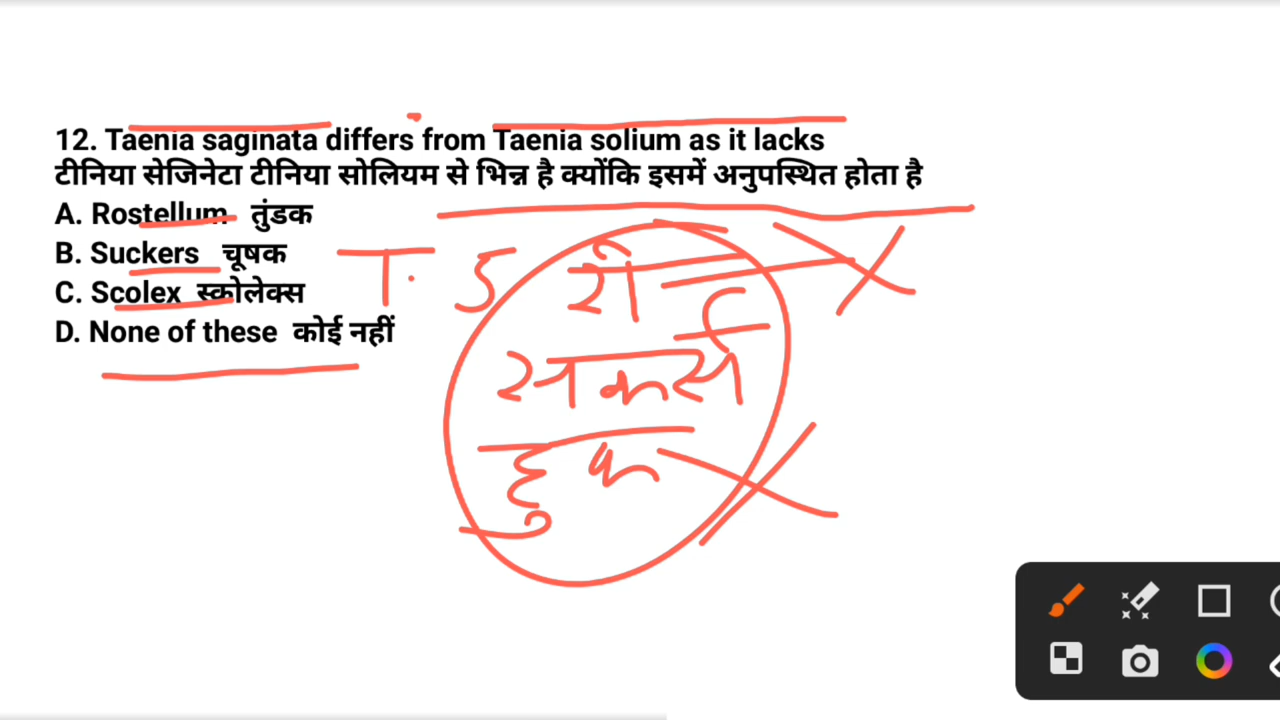 12. Taenia saginata differs from Taenia solium as it lacks
टीनिया सेजिनेटा टीनिया सोलियम से भिन्न है क्योंकि इसमें अनुपस्थित होता है
A. Rostellum तुंडक
B. Suckers चूषक
C. Scolex स्कोलेक्स
D. None of these कोई नहीं
T. S
सकर्स
हुक